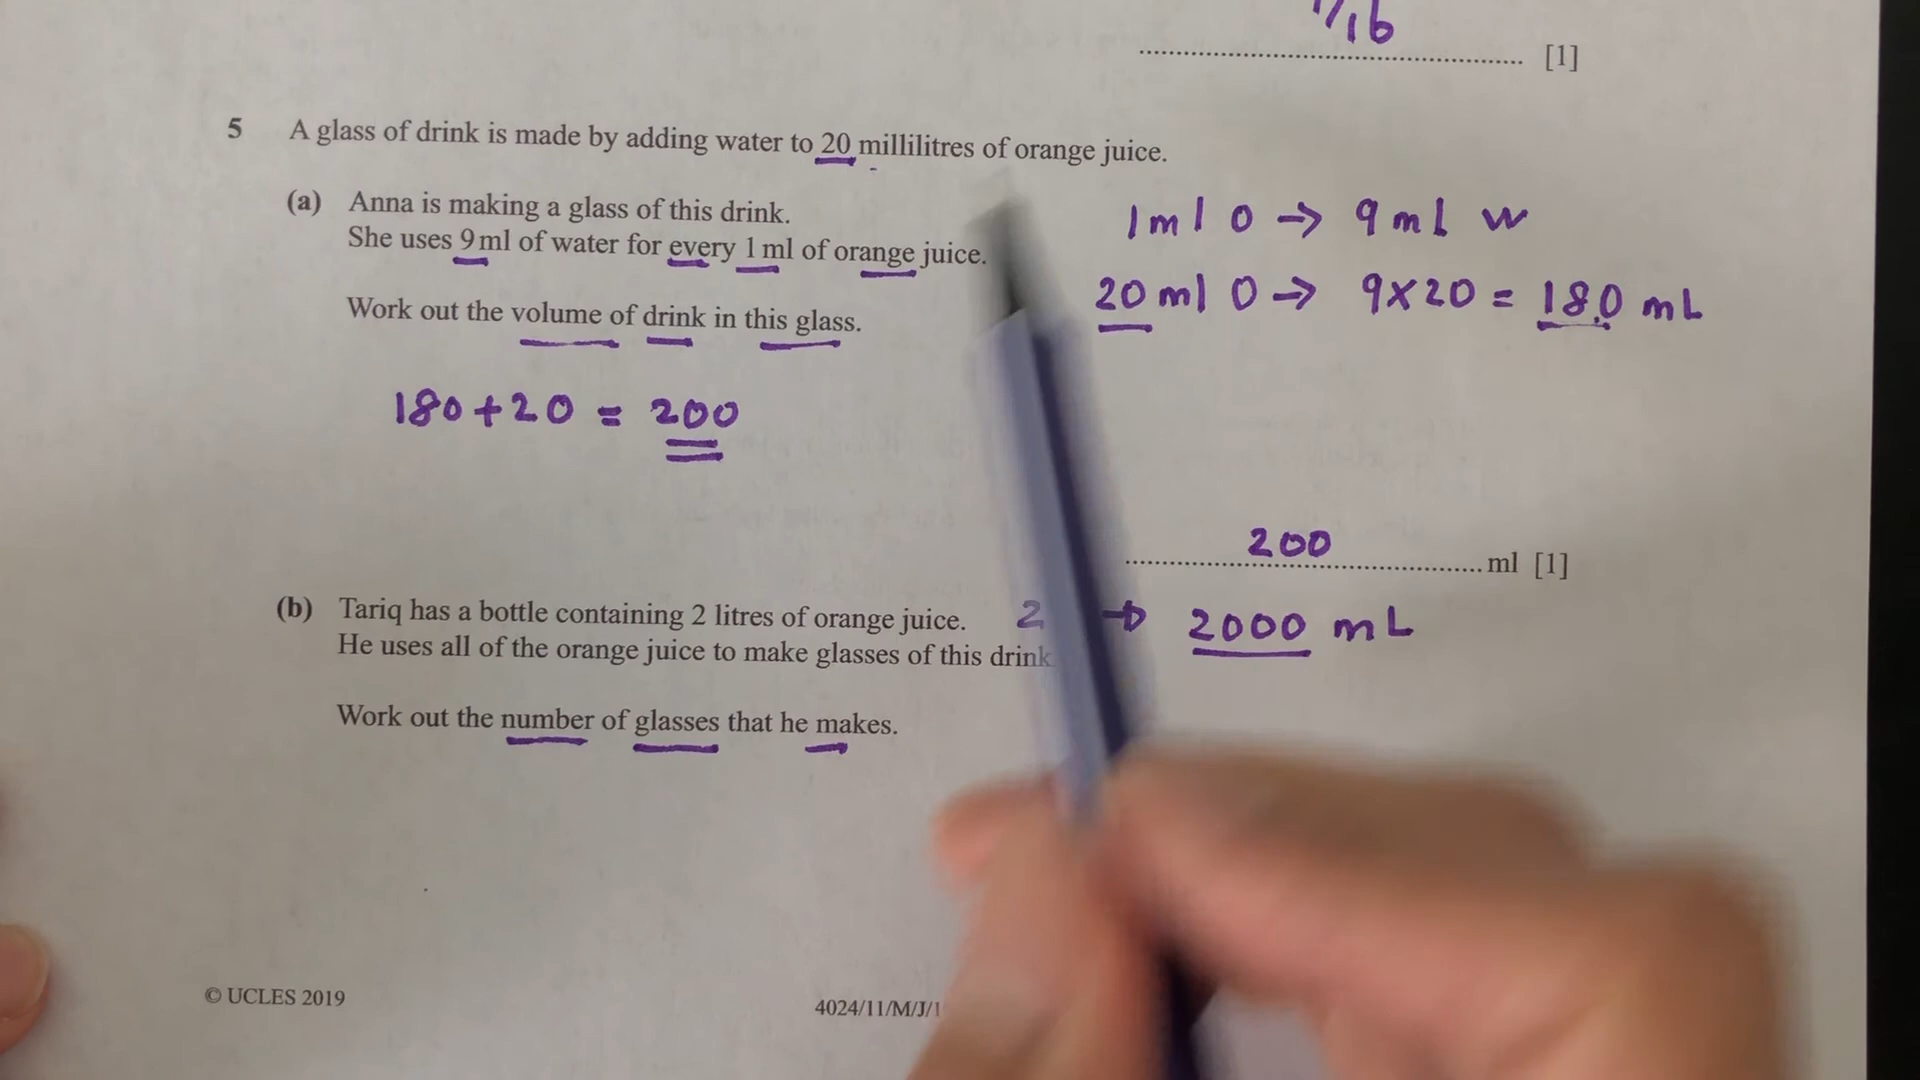 1/16
[1]
5 A glass of drink is made by adding water to 20 millilitres of orange juice.
(a) Anna is making a glass of this drink.
1ml O → 9ml w
She uses 9 ml of water for every 1 ml of orange juice.
20 ml O → 9×20 = 180 mL
Work out the volume of drink in this glass.
180+20 = 200
200 ml [1]
(b) Tariq has a bottle containing 2 litres of orange juice. 2 → 2000 mL
He uses all of the orange juice to make glasses of this drink
Work out the number of glasses that he makes.
© UCLES 2019
4024/11/M/J/1